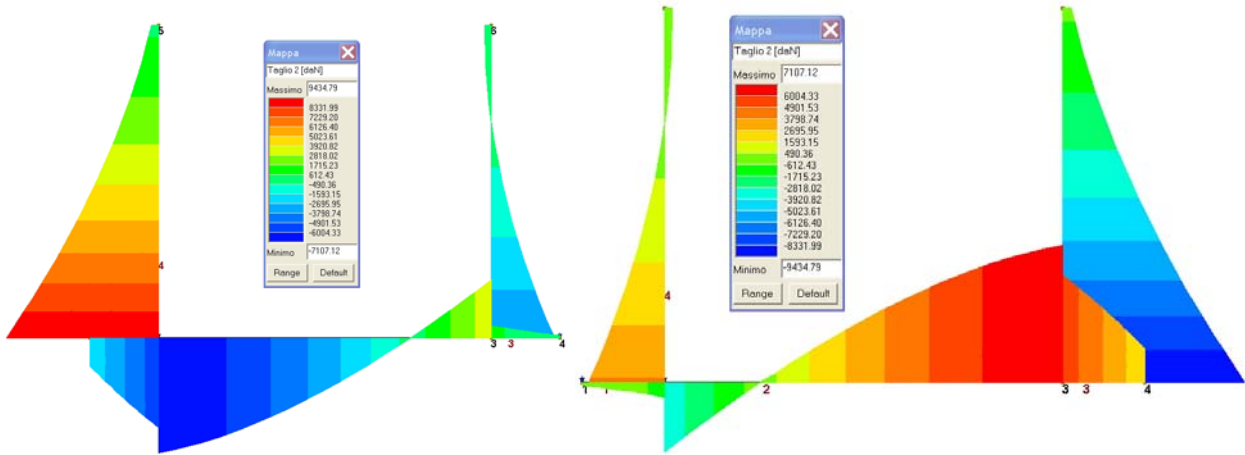 5
6
Mappa
Taglio 2 [daN]
Massimo 9434.79
8331.99
7229.20
6126.40
5023.61
3920.82
2818.02
1715.23
612.43
-490.36
-1593.15
-2695.95
-3798.74
-4901.53
-6004.33
Minimo -7107.12
Range Default
4
3 3 4
Mappa
Taglio 2 [daN]
Massimo 7107.12
6004.33
4901.53
3798.74
2695.95
1593.15
490.36
-612.43
-1715.23
-2818.02
-3920.82
-5023.61
-6126.40
-7229.20
-8331.99
Minimo -9434.79
Range Default
4
1 1 2 3 3 4